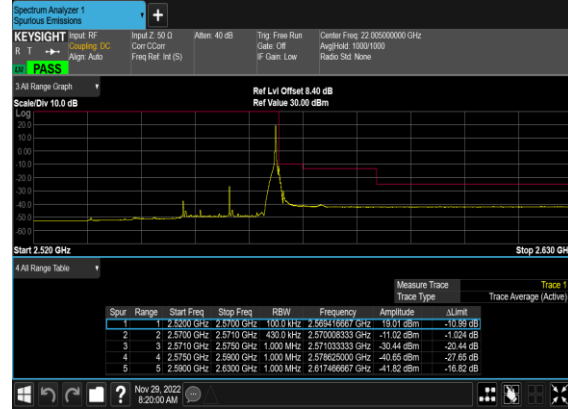 Spectrum Analyzer 1
Spurious Emissions
KEYSIGHT Input: RF Input Z: 50 Ω Atten: 40 dB Trig: Free Run Center Freq: 22.005000000 GHz
R T Coupling: DC Corr CCorr Gate: Off Avg|Hold: 1000/1000
Align: Auto Freq Ref: Int (S) IF Gain: Low Radio Std: None
PASS
3 All Range Graph Ref Lvl Offset 8.40 dB
Scale/Div 10.0 dB Ref Value 30.00 dBm
Log
20.0
10.0
0.00
-10.0
-20.0
-30.0
-40.0
-50.0
-60.0
Start 2.520 GHz Stop 2.630 GH
4 All Range Table
Measure Trace Trace 1
Trace Type Trace Average (Active)
Spur Range Start Freq Stop Freq RBW Frequency Amplitude ΔLimit
1 1 2.5200 GHz 2.5700 GHz 100.0 kHz 2.569416667 GHz 19.01 dBm -10.99 dB
2 2 2.5700 GHz 2.5710 GHz 430.0 kHz 2.570008333 GHz -11.02 dBm -1.024 dB
3 3 2.5710 GHz 2.5750 GHz 1.000 MHz 2.571033333 GHz -30.44 dBm -20.44 dB
4 4 2.5750 GHz 2.5900 GHz 1.000 MHz 2.578625000 GHz -40.65 dBm -27.65 dB
5 5 2.5900 GHz 2.6300 GHz 1.000 MHz 2.617466667 GHz -41.82 dBm -16.82 dB
? Nov 29, 2022
8:20:00 AM